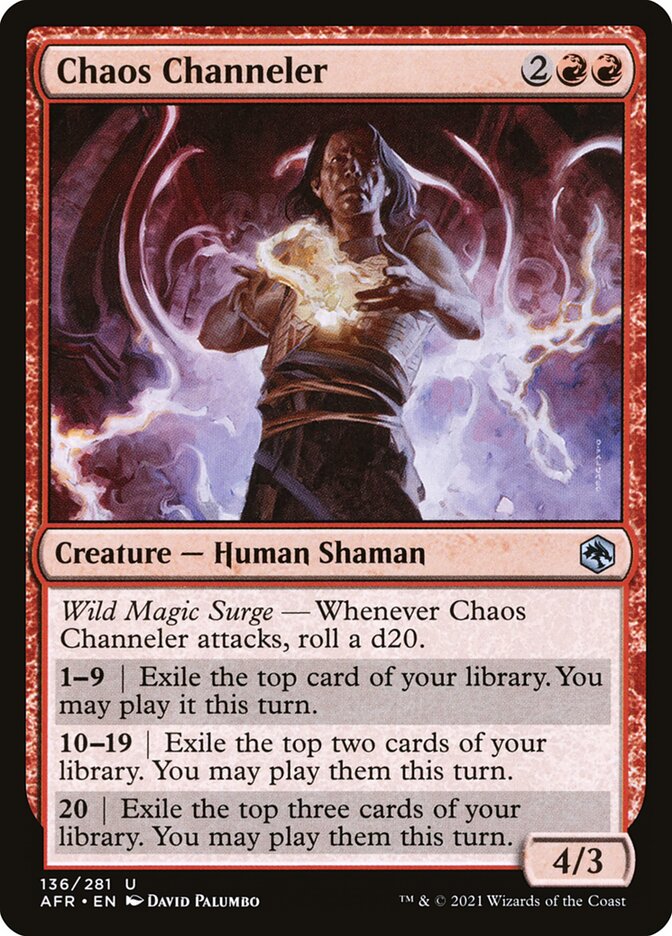 Chaos Channeler 2
Creature — Human Shaman
Wild Magic Surge — Whenever Chaos
Channeler attacks, roll a d20.
1–9 | Exile the top card of your library. You
may play it this turn.
10–19 | Exile the top two cards of your
library. You may play them this turn.
20 | Exile the top three cards of your
library. You may play them this turn.
4/3
136/281 U
AFR • EN David Palumbo
™ & © 2021 Wizards of the Coast